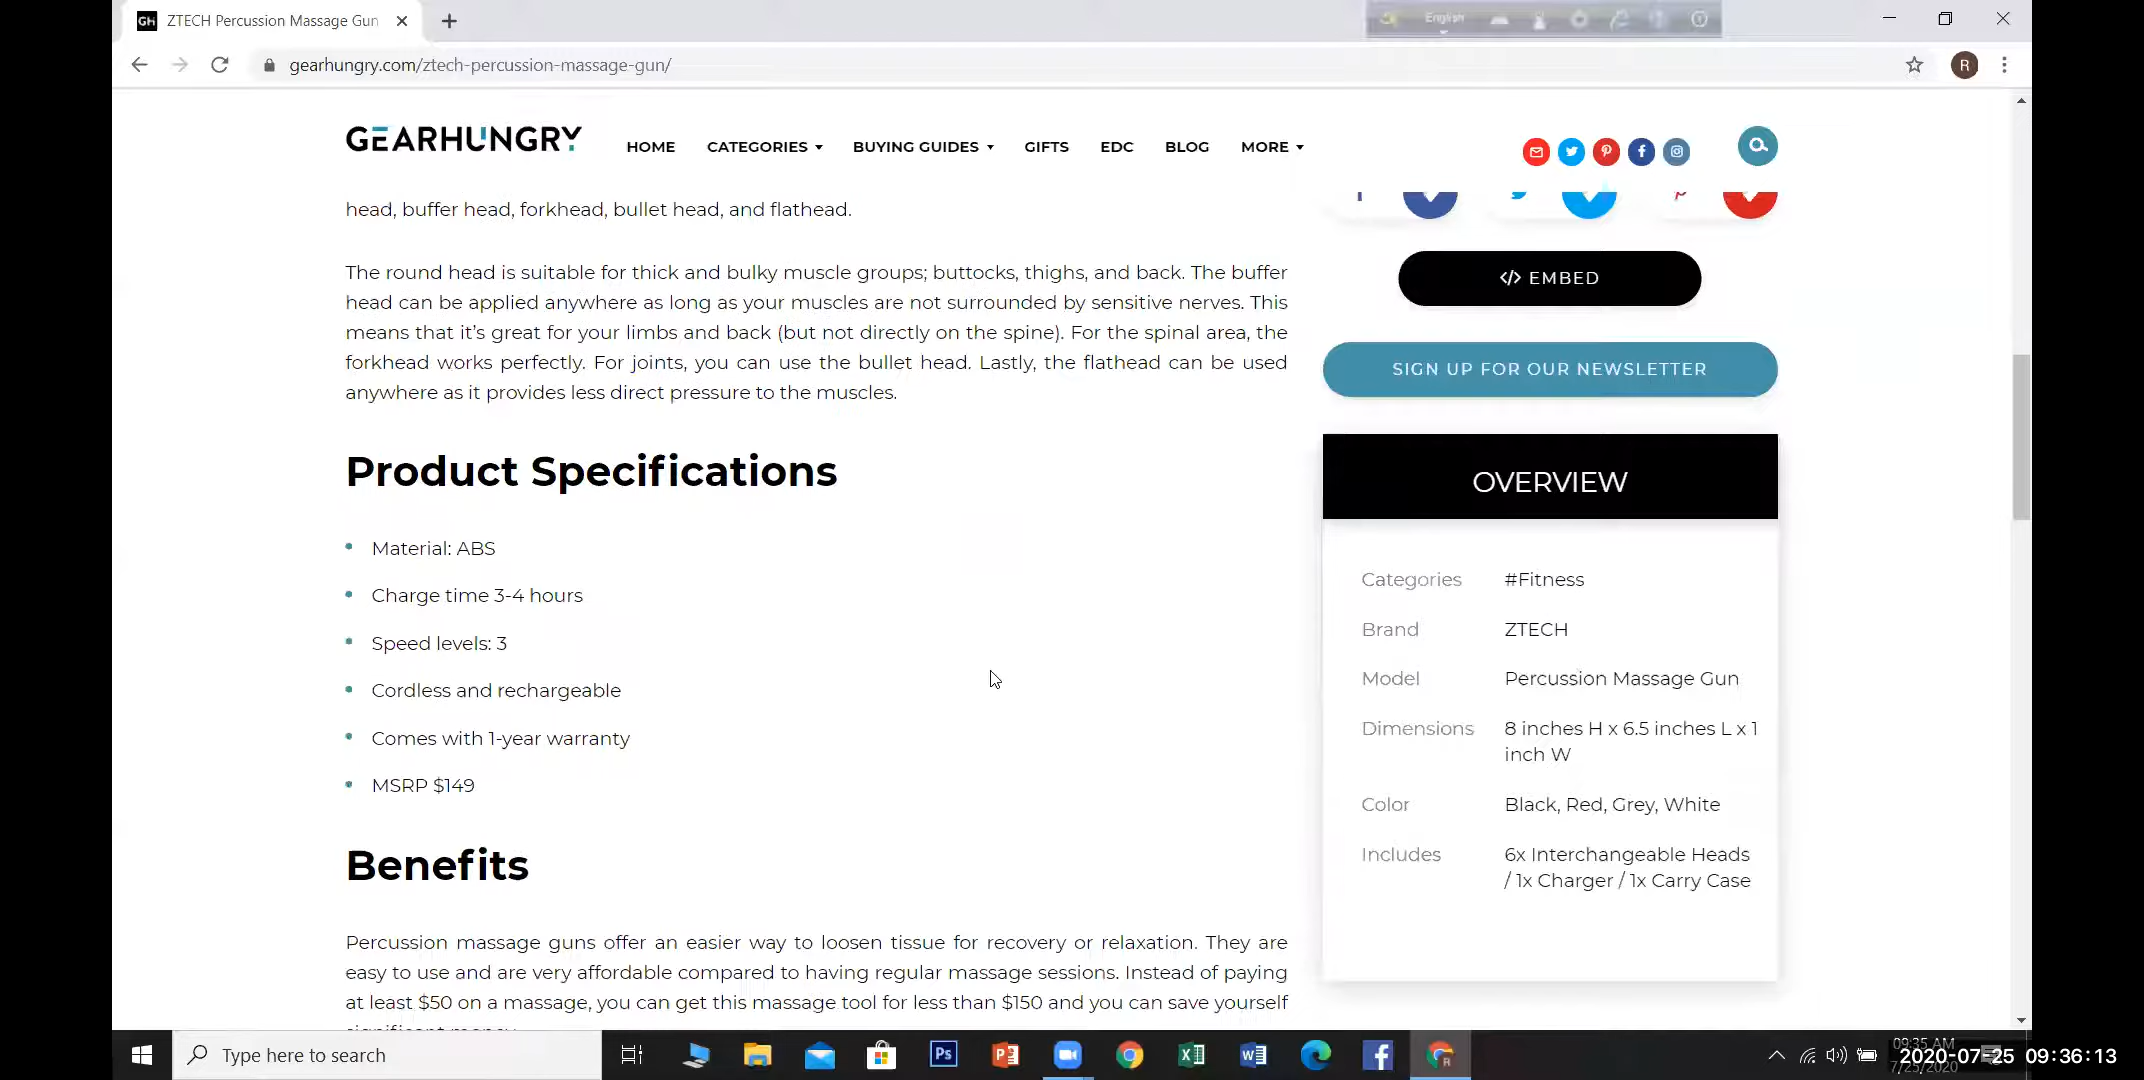 GH ZTECH Percussion Massage Gun
English
gearhungry.com/ztech-percussion-massage-gun/
R
GEARHUNGRY HOME CATEGORIES BUYING GUIDES GIFTS EDC BLOG MORE
head, buffer head, forkhead, bullet head, and flathead.
The round head is suitable for thick and bulky muscle groups; buttocks, thighs, and back. The buffer
head can be applied anywhere as long as your muscles are not surrounded by sensitive nerves. This
means that it’s great for your limbs and back (but not directly on the spine). For the spinal area, the
forkhead works perfectly. For joints, you can use the bullet head. Lastly, the flathead can be used
anywhere as it provides less direct pressure to the muscles.
Product Specifications
Material: ABS
Charge time 3-4 hours
Speed levels: 3
Cordless and rechargeable
Comes with 1-year warranty
MSRP $149
Benefits
Percussion massage guns offer an easier way to loosen tissue for recovery or relaxation. They are
easy to use and are very affordable compared to having regular massage sessions. Instead of paying
at least $50 on a massage, you can get this massage tool for less than $150 and you can save yourself
</> EMBED
SIGN UP FOR OUR NEWSLETTER
OVERVIEW
Categories #Fitness
Brand ZTECH
Model Percussion Massage Gun
Dimensions 8 inches H x 6.5 inches L x 1
inch W
Color Black, Red, Grey, White
Includes 6x Interchangeable Heads
/ 1x Charger / 1x Carry Case
Type here to search
Ps
09:35 AM
7/25/2020
2020-07-25 09:36:13